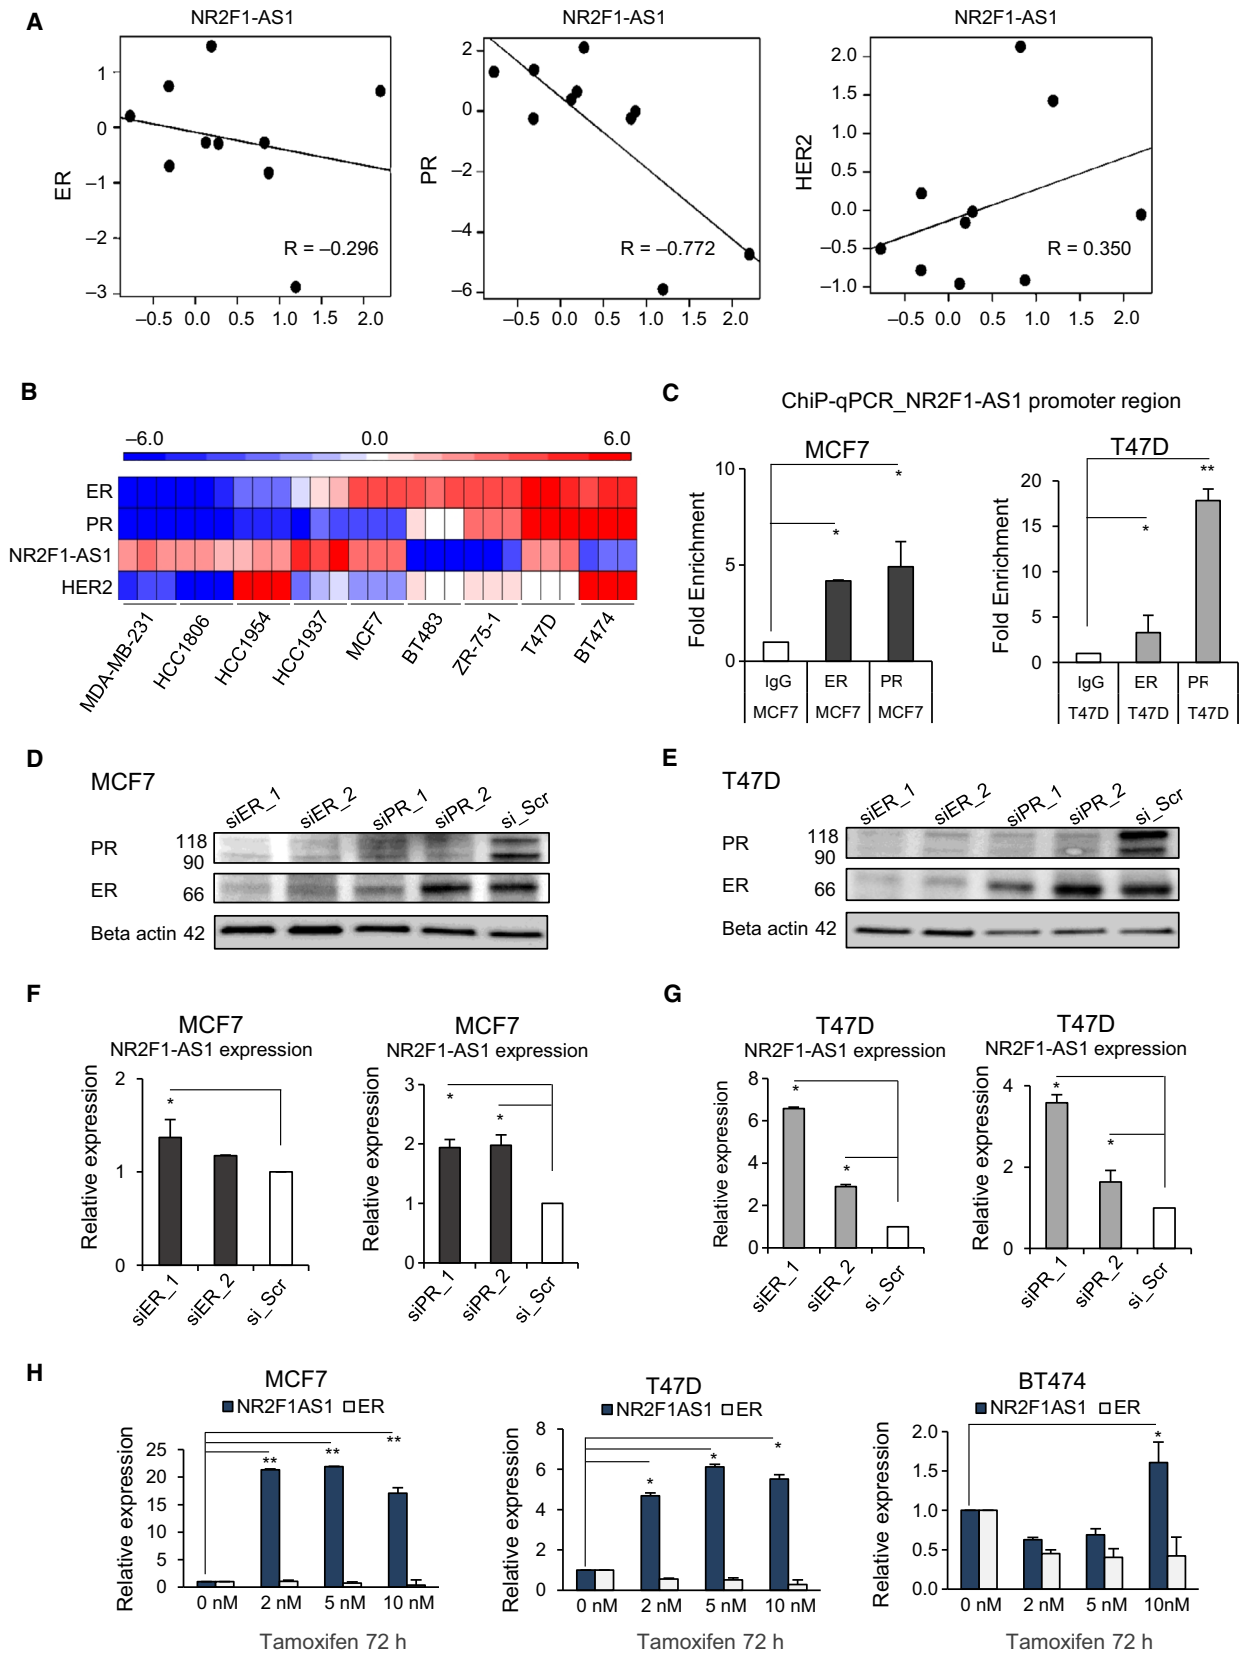 A
NR2F1-AS1
NR2F1-AS1
NR2F1-AS1
ER
1
0
–1
–2
–3
R = –0.296
–0.5 0.0 0.5 1.5 1.5 2.0
PR
2
0
–2
–4
–6
R = –0.772
–0.5 0.0 0.5 1.0 1.5 2.0
HER2
2.0
1.5
1.0
0.5
0.0
–0.5
–1.0
R = 0.350
–0.5 0.0 0.5 1.0 1.5 2.0
B
–6.0 0.0 6.0
ER
PR
NR2F1-AS1
HER2
MDA-MB-231
HCC1806
HCC1954
HCC1937
MCF7
BT483
ZR-75-1
T47D
BT474
C
ChiP-qPCR_NR2F1-AS1 promoter region
MCF7
Fold Enrichment
10
5
0
*
*
IgG ER PR
MCF7 MCF7 MCF7
T47D
Fold Enrichment
20
15
10
5
0
*
**
IgG ER PR
T47D T47D T47D
D
MCF7
siER_1 siER_2 siPR_1 siPR_2 si_Scr
PR 118
90
ER 66
Beta actin 42
E
T47D
siER_1 siER_2 siPR_1 siPR_2 si_Scr
PR 118
90
ER 66
Beta actin 42
F
MCF7
NR2F1-AS1 expression
Relative expression
2
1
0
*
siER_1 siER_2 si_Scr
MCF7
NR2F1-AS1 expression
Relative expression
3
2
1
0
*
*
siPR_1 siPR_2 si_Scr
G
T47D
NR2F1-AS1 expression
Relative expression
8
6
4
2
0
*
*
siER_1 siER_2 si_Scr
T47D
NR2F1-AS1 expression
Relative expression
4
2
0
*
*
siPR_1 siPR_2 si_Scr
H
MCF7
NR2F1AS1 ER
Relative expression
25
20
15
10
5
0
**
**
**
0 nM 2 nM 5 nM 10 nM
Tamoxifen 72 h
T47D
NR2F1AS1 ER
Relative expression
8
6
4
2
0
*
*
*
0 nM 2 nM 5 nM 10 nM
Tamoxifen 72 h
BT474
NR2F1AS1 ER
Relative expression
2.0
1.5
1.0
0.5
0.0
*
0 nM 2 nM 5 nM 10nM
Tamoxifen 72 h